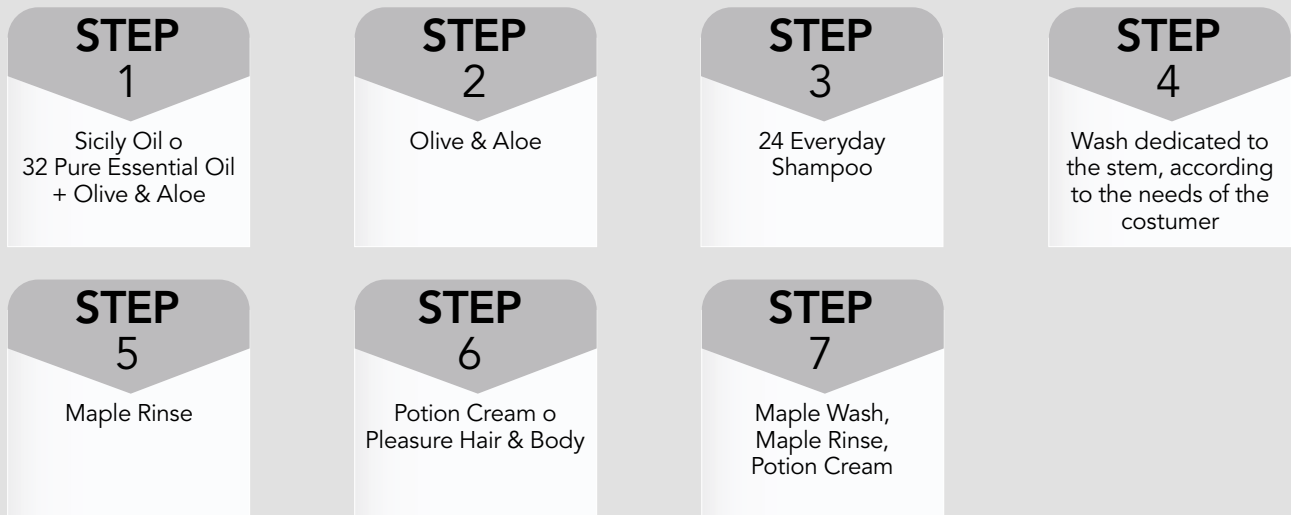 STEP
1
Sicily Oil o
32 Pure Essential Oil
+ Olive & Aloe
STEP
2
Olive & Aloe
STEP
3
24 Everyday
Shampoo
STEP
4
Wash dedicated to
the stem, according
to the needs of the
costumer
STEP
5
Maple Rinse
STEP
6
Potion Cream o
Pleasure Hair & Body
STEP
7
Maple Wash,
Maple Rinse,
Potion Cream